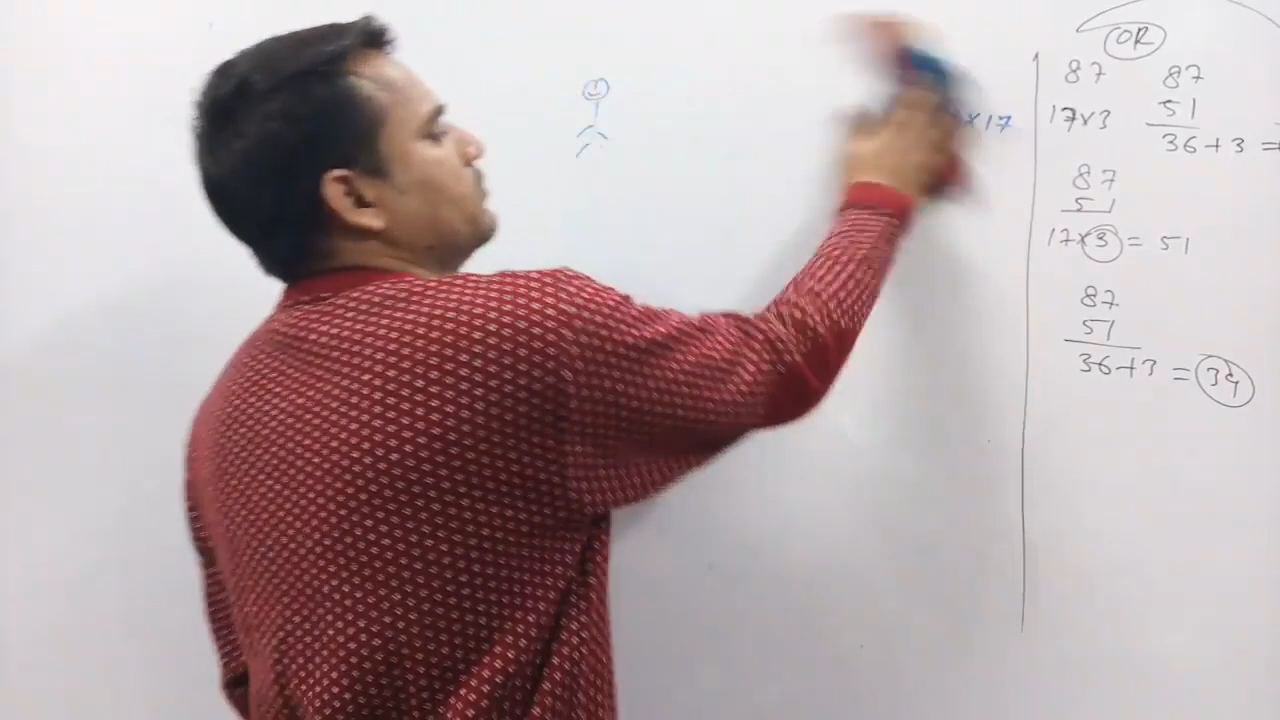 OR
87 87
17×3 51
36+3 =
87
51
17×3 = 51
87
51
36+3 = 39
×17